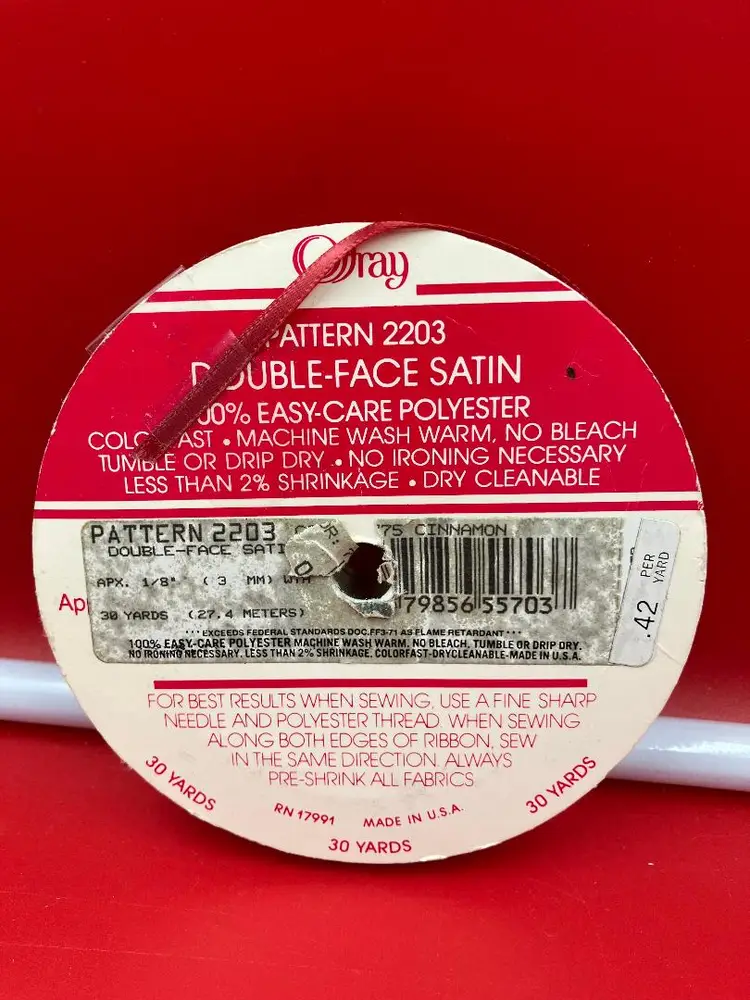 Offray
PATTERN 2203
DOUBLE-FACE SATIN
100% EASY-CARE POLYESTER
COLORFAST • MACHINE WASH WARM, NO BLEACH
TUMBLE OR DRIP DRY • NO IRONING NECESSARY
LESS THAN 2% SHRINKAGE • DRY CLEANABLE
PATTERN 2203 75 CINNAMON
DOUBLE-FACE SATI
APX. 1/8" ( 3 MM)
30 YARDS (27.4 METERS)
79856 55703
*** EXCEEDS FEDERAL STANDARDS DOC.FF3-71 AS FLAME RETARDANT ***
100% EASY-CARE POLYESTER MACHINE WASH WARM, NO BLEACH, TUMBLE OR DRIP DRY.
NO IRONING NECESSARY. LESS THAN 2% SHRINKAGE. COLORFAST-DRYCLEANABLE-MADE IN U.S.A.
.42 PER YARD
FOR BEST RESULTS WHEN SEWING, USE A FINE SHARP
NEEDLE AND POLYESTER THREAD. WHEN SEWING
ALONG BOTH EDGES OF RIBBON, SEW
IN THE SAME DIRECTION. ALWAYS
PRE-SHRINK ALL FABRICS
30 YARDS
RN 17991 MADE IN U.S.A.
30 YARDS
30 YARDS